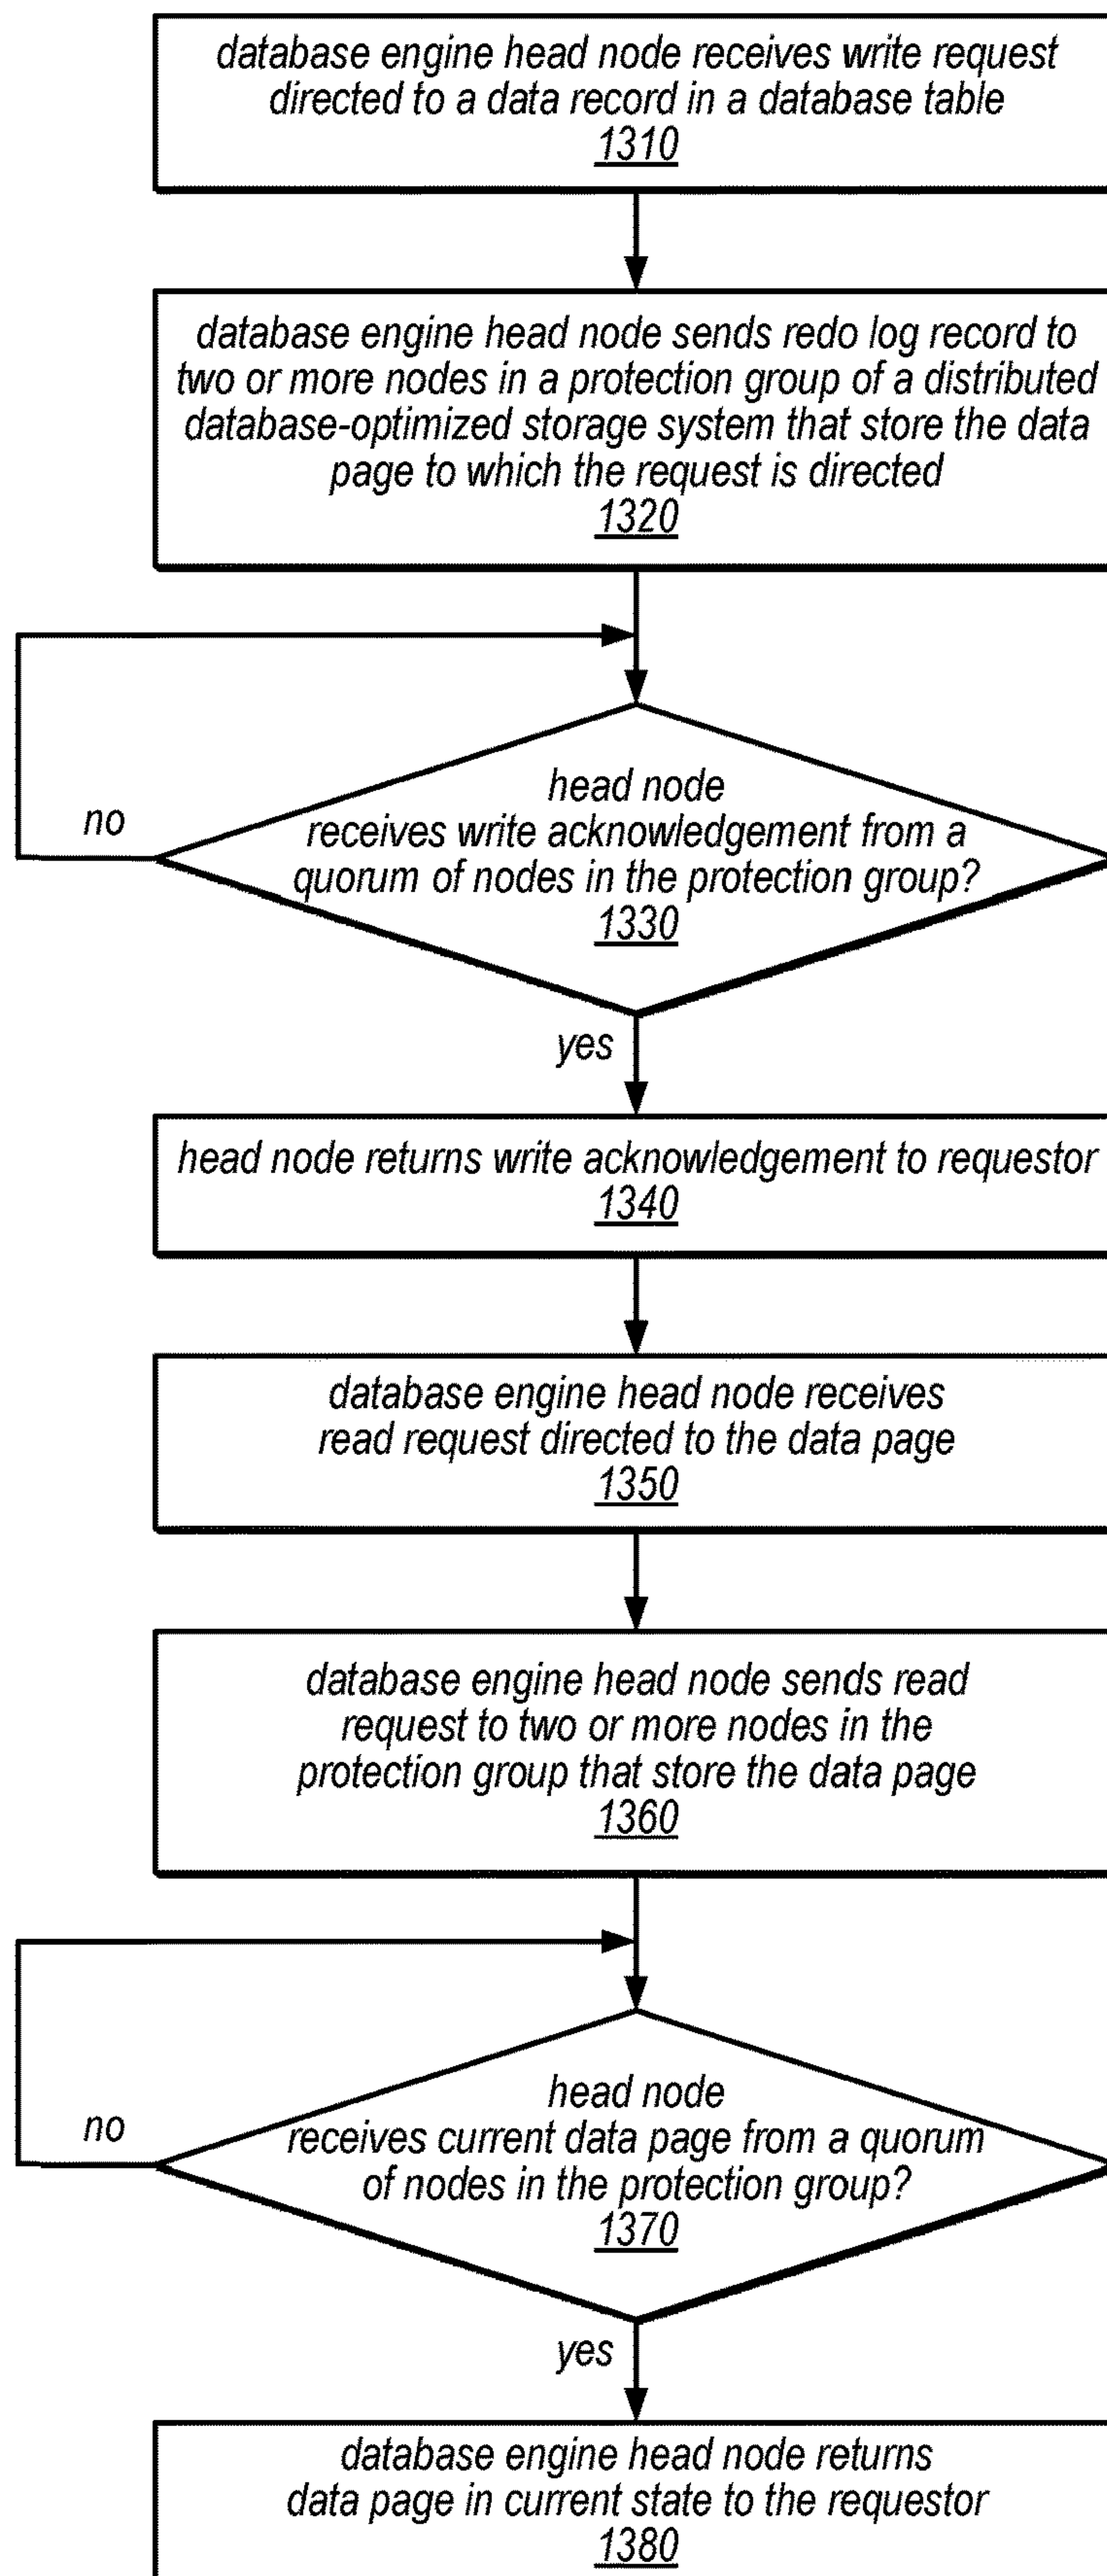 database engine head node receives write request
directed to a data record in a database table
1310
database engine head node sends redo log record to
two or more nodes in a protection group of a distributed
database-optimized storage system that store the data
page to which the request is directed
1320
head node
receives write acknowledgement from a
quorum of nodes in the protection group?
1330
no
yes
head node returns write acknowledgement to requestor
1340
database engine head node receives
read request directed to the data page
1350
database engine head node sends read
request to two or more nodes in the
protection group that store the data page
1360
head node
receives current data page from a quorum
of nodes in the protection group?
1370
no
yes
database engine head node returns
data page in current state to the requestor
1380